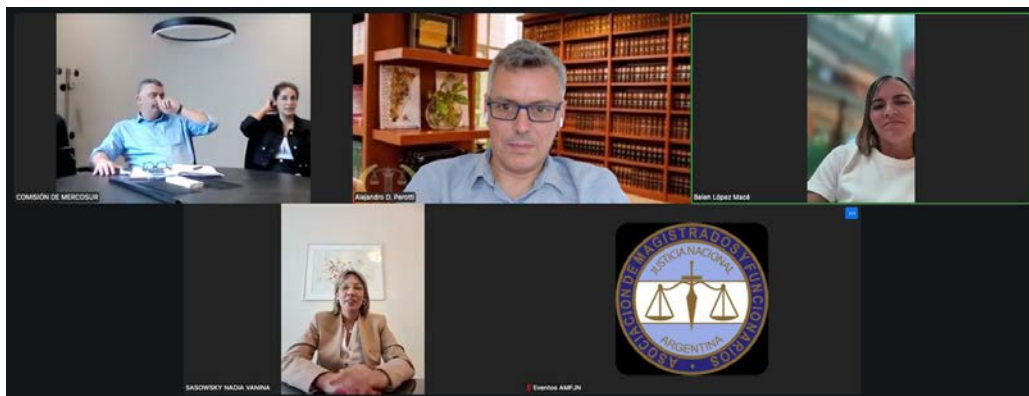 COMISIÓN DE MERCOSUR
Alejandro D. Perotti
Belen López Macé
SASOWSKY NADIA VANINA
ASOCIACION DE MAGISTRADOS Y FUNCIONARIOS
JUSTICIA NACIONAL
ARGENTINA
Eventos AMFJN